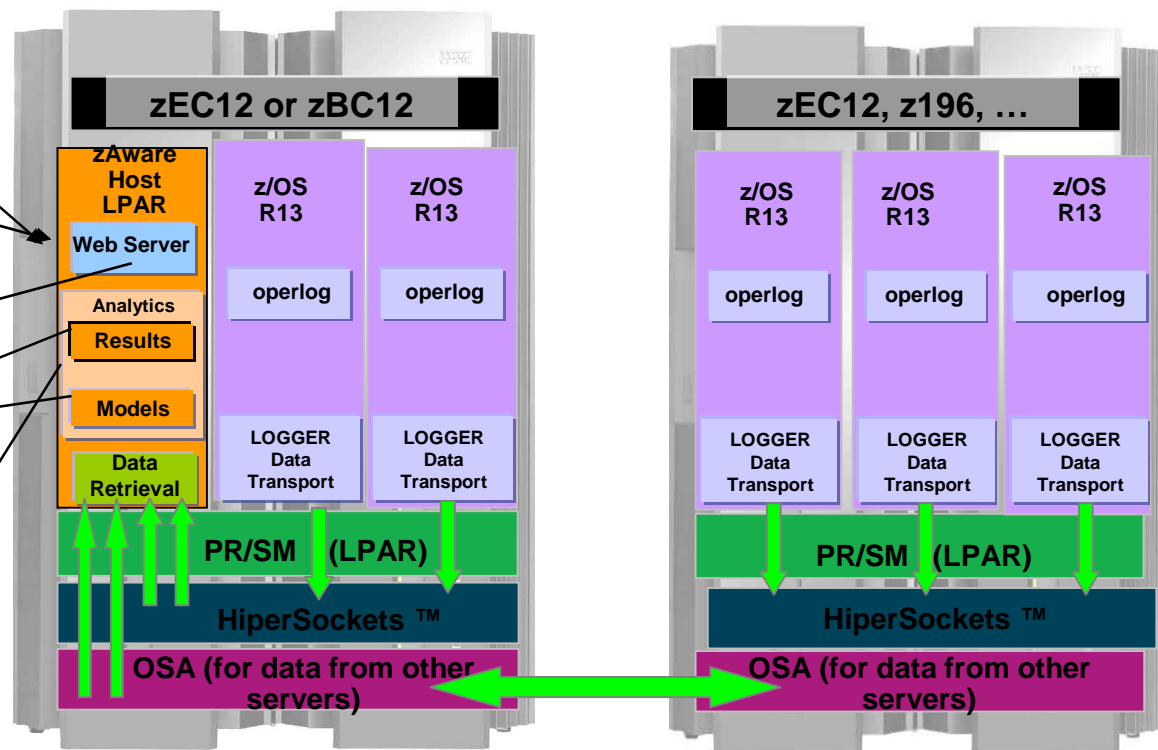 zEC12 or zBC12
zAware
Host
LPAR
Web Server
Analytics
Results
Models
Data
Retrieval
z/OS
R13
operlog
LOGGER
Data
Transport
z/OS
R13
operlog
LOGGER
Data
Transport
PR/SM (LPAR)
HiperSockets ™
OSA (for data from other
servers)
zEC12, z196, …
z/OS
R13
operlog
LOGGER
Data
Transport
z/OS
R13
operlog
LOGGER
Data
Transport
z/OS
R13
operlog
LOGGER
Data
Transport
PR/SM (LPAR)
HiperSockets ™
OSA (for data from other
servers)